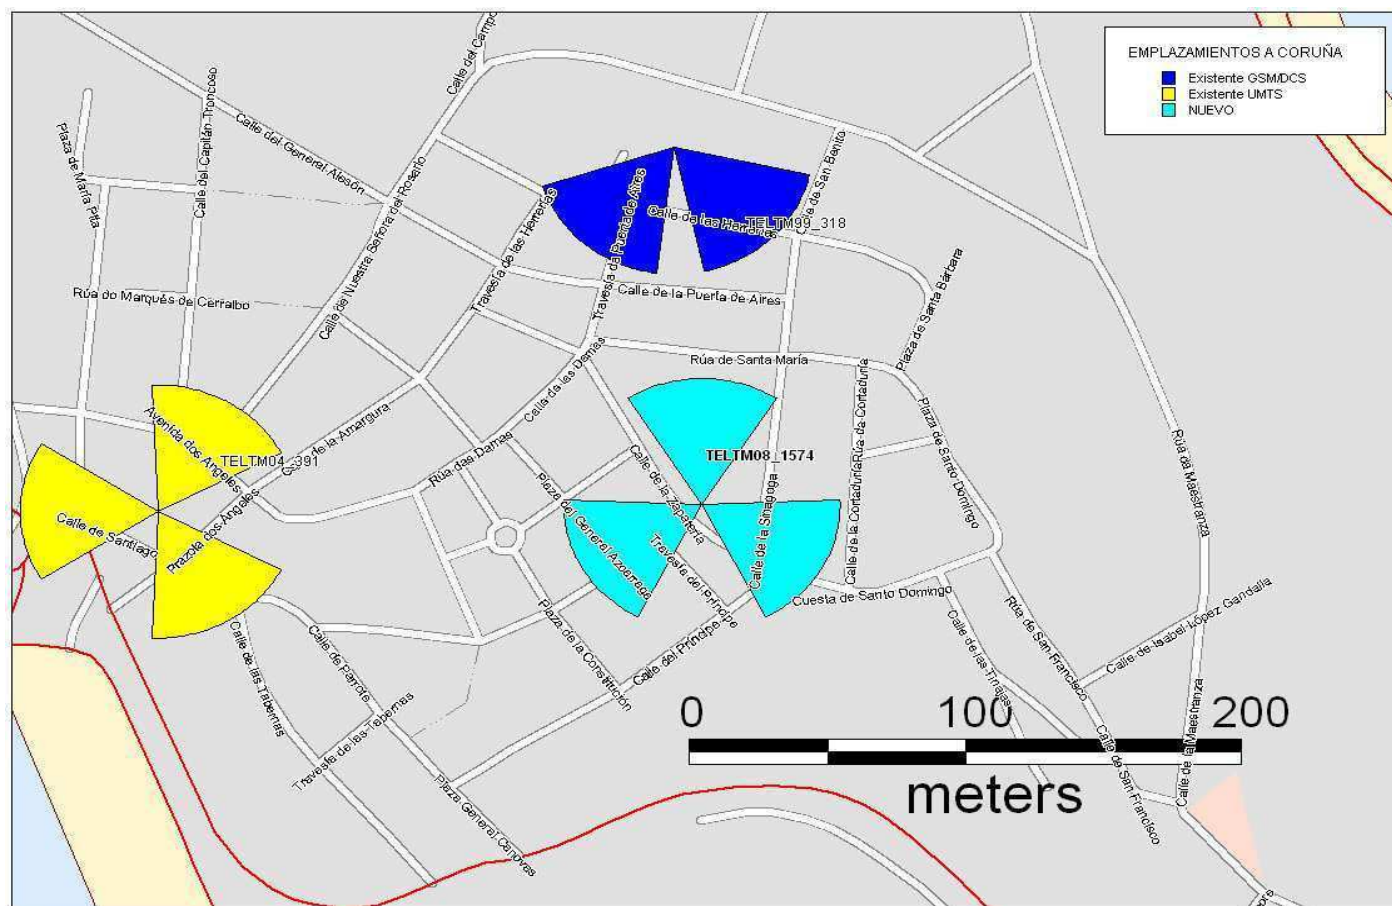 EMPLAZAMIENTOS A CORUÑA
Existente GSM/DCS
Existente UMTS
NUEVO
Calle del Campo
Plaza de María Pita
Calle del Capitán Troncoso
Calle del General Alesón
Calle de Nuestra Señora del Rosario
Travesía de las Herrerías
Travesía da Puerta de Aires
Calle de las Herrerías
TELTM99_318
Calle de San Benito
Rúa do Marqués de Cerralbo
Calle de la Puerta de Aires
Plaza de Santa Bárbara
Rúa de Santa María
Calle de las Damas
Rúa da Cortaduría
Calle de la Cortaduría
Plaza de Santo Domingo
Rúa da Maestranza
Avenida dos Angeles
TELTM04_391
Calle de la Amargura
Rúa das Damas
Calle de la Zapatería
TELTM08_1574
Calle de la Sinagoga
Calle de Santiago
Prazola dos Angeles
Plaza del General Azcárraga
Travesía del Príncipe
Cuesta de Santo Domingo
Calle de las Tabernas
Calle de Parrote
Plaza de la Constitución
Calle del Príncipe
Calle de las Tinajas
Rúa de San Francisco
Calle de Isabel López Gandalla
Travesía de las Tabernas
0 100 200
meters
Calle de San Francisco
Calle de la Maestranza
Plaza General Canovas